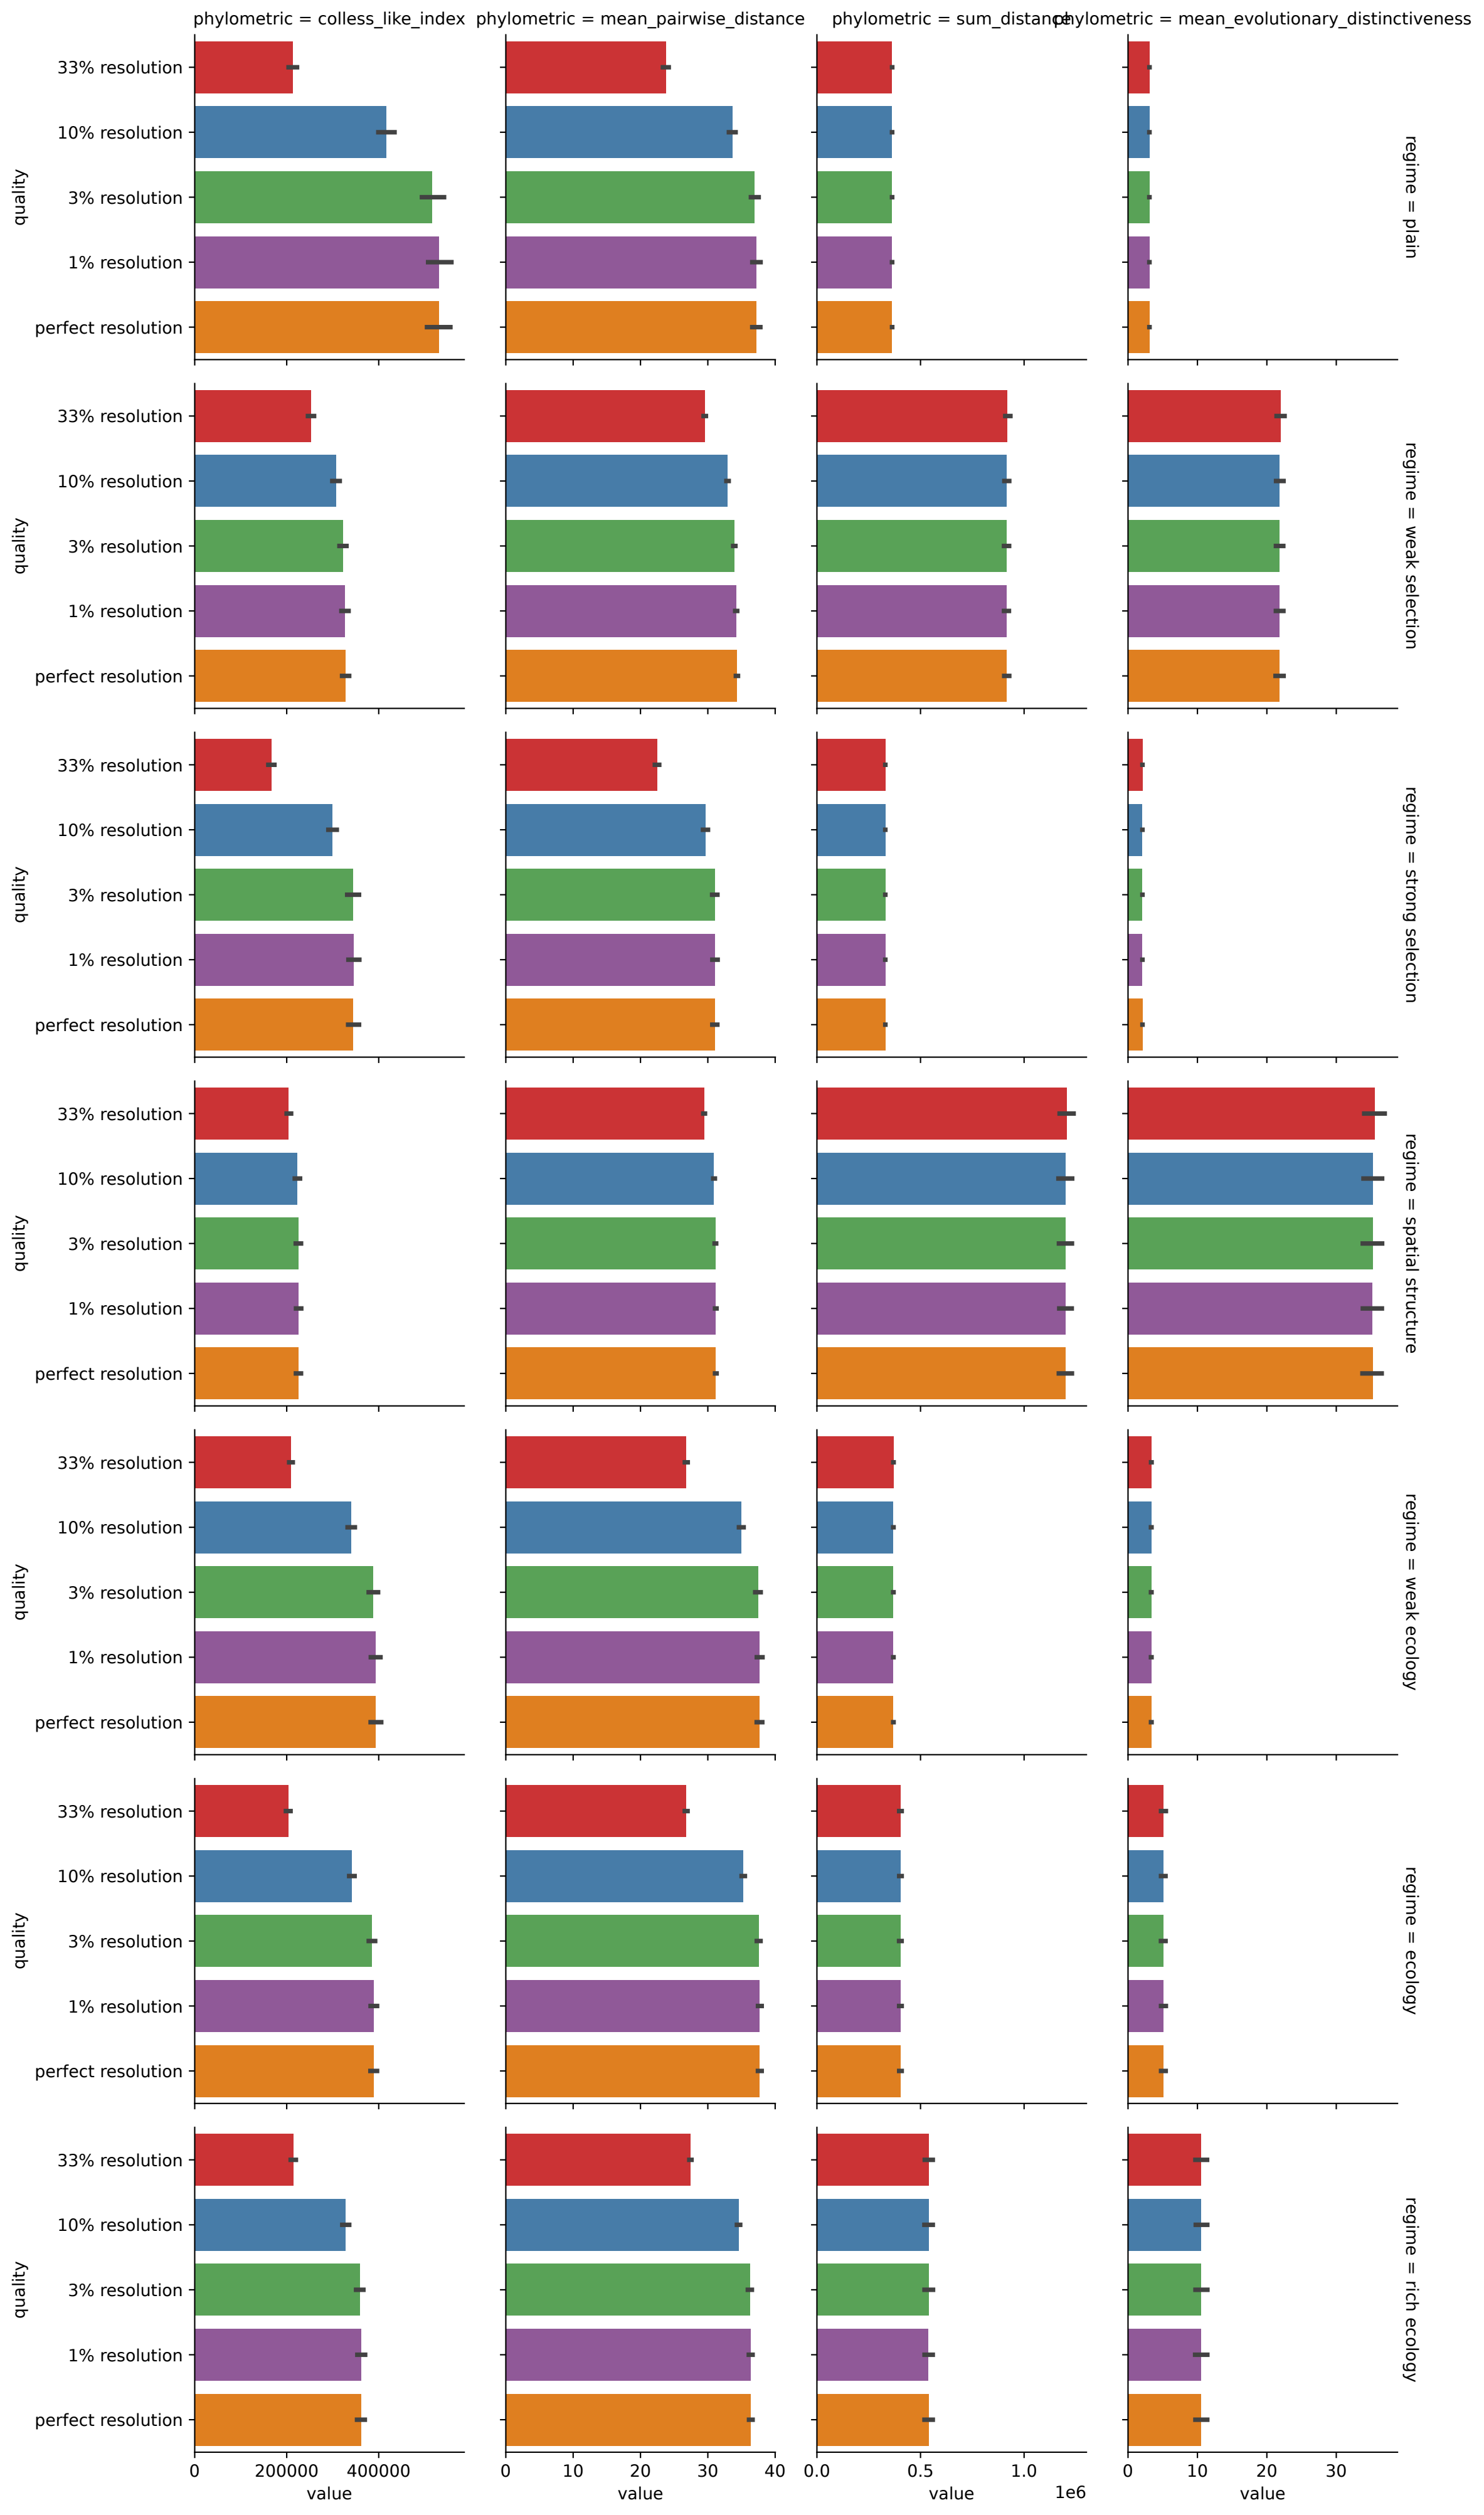 phylometric = colless_like_index
phylometric = mean_pairwise_distance
phylometric = sum_distance
phylometric = mean_evolutionary_distinctiveness
quality
33% resolution
10% resolution
3% resolution
1% resolution
perfect resolution
regime = plain
quality
33% resolution
10% resolution
3% resolution
1% resolution
perfect resolution
regime = weak selection
quality
33% resolution
10% resolution
3% resolution
1% resolution
perfect resolution
regime = strong selection
quality
33% resolution
10% resolution
3% resolution
1% resolution
perfect resolution
regime = spatial structure
quality
33% resolution
10% resolution
3% resolution
1% resolution
perfect resolution
regime = weak ecology
quality
33% resolution
10% resolution
3% resolution
1% resolution
perfect resolution
regime = ecology
quality
33% resolution
10% resolution
3% resolution
1% resolution
perfect resolution
regime = rich ecology
0 200000 400000
value
0 10 20 30 40
value
0.0 0.5 1.0
1e6
value
0 10 20 30
value